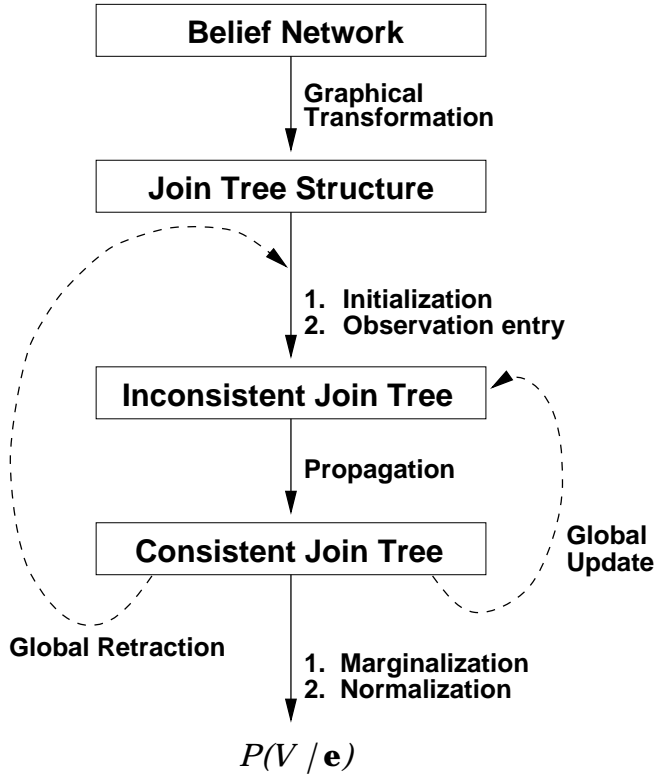 Belief Network
Graphical
Transformation
Join Tree Structure
1. Initialization
2. Observation entry
Inconsistent Join Tree
Propagation
Consistent Join Tree
Global
Update
Global Retraction
1. Marginalization
2. Normalization
P(V | e)